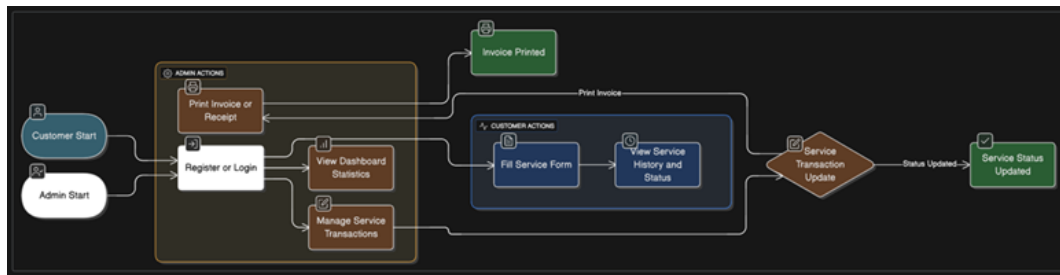 Invoice Printed
ADMIN ACTIONS
Print Invoice or
Receipt
Print Invoice
Customer Start
CUSTOMER ACTIONS
Register or Login
View Dashboard
Statistics
Fill Service Form
View Service
History and
Status
Service
Transaction
Update
Status Updated
Service Status
Updated
Admin Start
Manage Service
Transactions